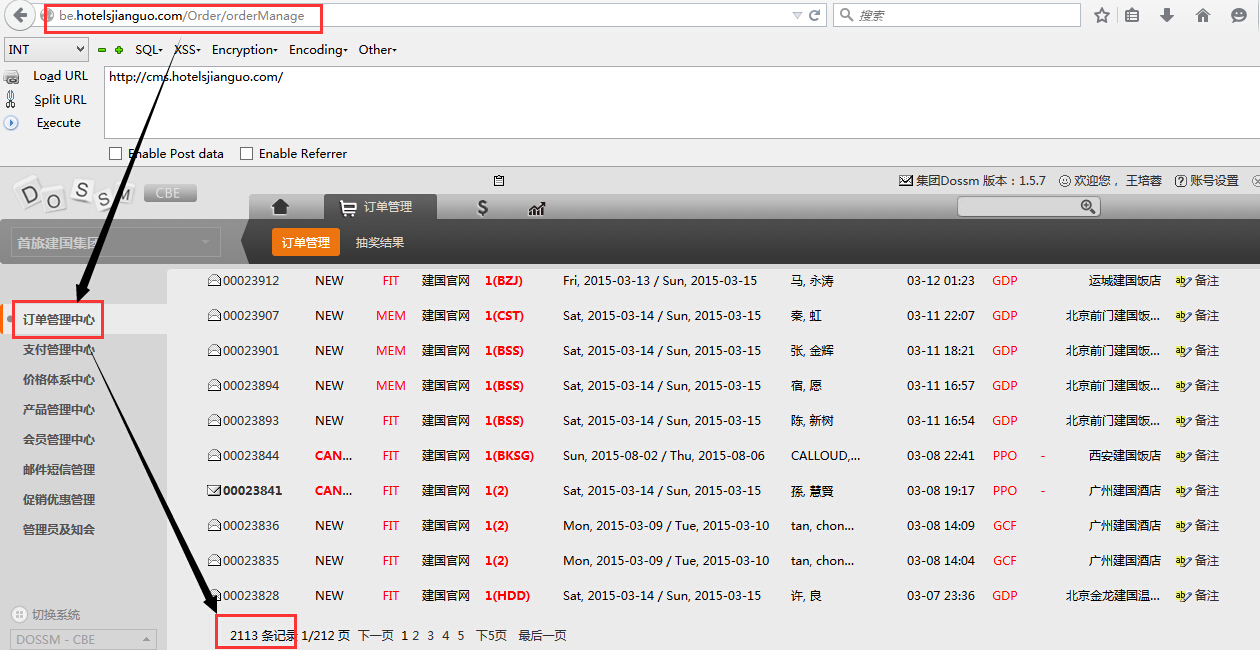 be.hotelsjianguo.com/Order/orderManage
搜索
INT SQL- XSS- Encryption- Encoding- Other-
Load URL
http://cms.hotelsjianguo.com/
Split URL
Execute
Enable Post data Enable Referrer
DOSSM CBE
集团Dossm 版本：1.5.7 欢迎您， 王培蓉 账号设置
订单管理 $
首旅建国集团
订单管理 抽奖结果
00023912 NEW FIT 建国官网 1(BZJ) Fri, 2015-03-13 / Sun, 2015-03-15 马, 永涛 03-12 01:23 GDP 运城建国饭店 备注
订单管理中心
00023907 NEW MEM 建国官网 1(CST) Sat, 2015-03-14 / Sun, 2015-03-15 秦, 虹 03-11 22:07 GDP 北京前门建国饭... 备注
支付管理中心
00023901 NEW MEM 建国官网 1(BSS) Sat, 2015-03-14 / Sun, 2015-03-15 张, 金辉 03-11 18:21 GDP 北京前门建国饭... 备注
价格体系中心
00023894 NEW MEM 建国官网 1(BSS) Sat, 2015-03-14 / Sun, 2015-03-15 宿, 愿 03-11 16:57 GDP 北京前门建国饭... 备注
产品管理中心
00023893 NEW FIT 建国官网 1(BSS) Sat, 2015-03-14 / Sun, 2015-03-15 陈, 新树 03-11 16:54 GDP 北京前门建国饭... 备注
会员管理中心
00023844 CAN... FIT 建国官网 1(BKSG) Sun, 2015-08-02 / Thu, 2015-08-06 CALLOUD,... 03-08 22:41 PPO - 西安建国饭店 备注
邮件短信管理
00023841 CAN... FIT 建国官网 1(2) Sat, 2015-03-14 / Sun, 2015-03-15 孫, 慧賢 03-08 19:17 PPO - 广州建国酒店 备注
促销优惠管理
00023836 NEW FIT 建国官网 1(2) Mon, 2015-03-09 / Tue, 2015-03-10 tan, chon... 03-08 14:09 GCF 广州建国酒店 备注
管理员及知会
00023835 NEW FIT 建国官网 1(2) Mon, 2015-03-09 / Tue, 2015-03-10 tan, chon... 03-08 14:04 GCF 广州建国酒店 备注
00023828 NEW FIT 建国官网 1(HDD) Sat, 2015-03-14 / Sun, 2015-03-15 许, 良 03-07 23:36 GDP 北京金龙建国温... 备注
切换系统
DOSSM - CBE
2113 条记录 1/212 页 下一页 1 2 3 4 5 下5页 最后一页